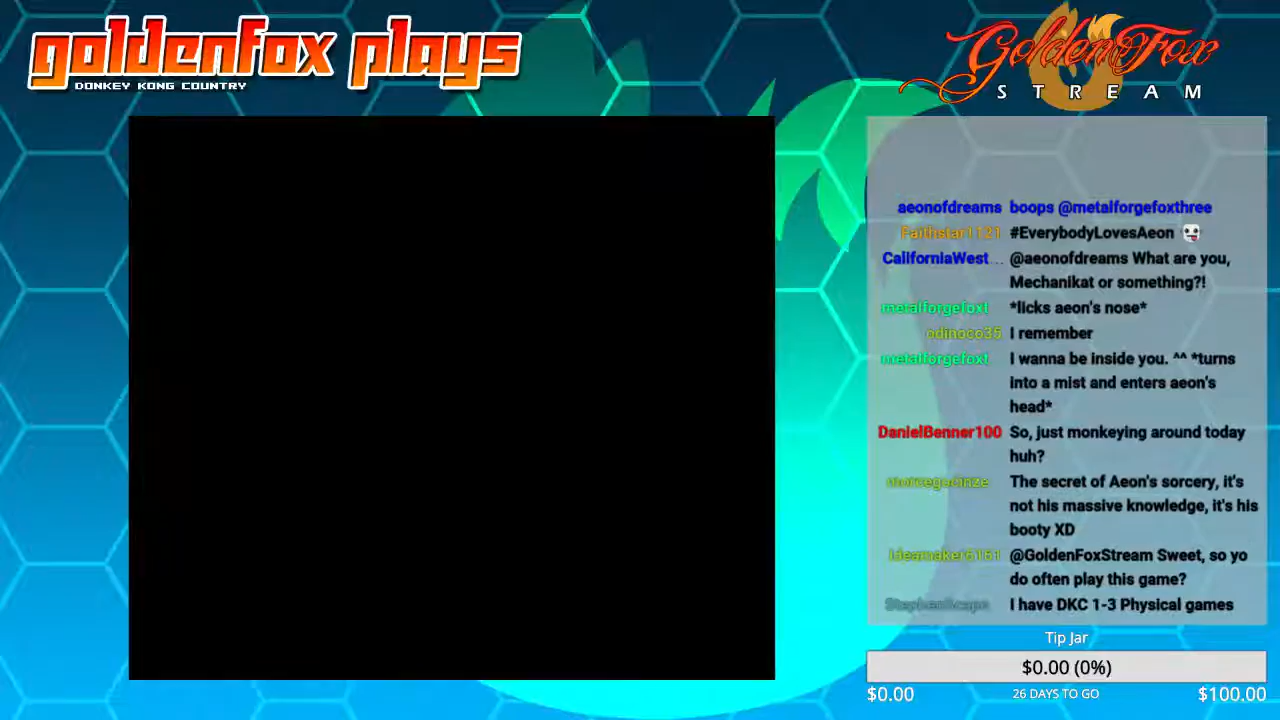 goldenfox plays
DONKEY KONG COUNTRY
GoldenFox
STREAM
aeonofdreams boops @metalforgefoxthree
Faithstar1121 #EverybodyLovesAeon
CaliforniaWest... @aeonofdreams What are you,
Mechanikat or something?!
metalforgefoxt *licks aeon's nose*
odinoco35 I remember
metalforgefoxt I wanna be inside you. ^^ *turns
into a mist and enters aeon's
head*
DanielBenner100 So, just monkeying around today
huh?
The secret of Aeon's sorcery, it's
not his massive knowledge, it's his
booty XD
Ideamaker6161 @GoldenFoxStream Sweet, so yo
do often play this game?
I have DKC 1-3 Physical games
Tip Jar
$0.00 (0%)
$0.00 26 DAYS TO GO $100.00